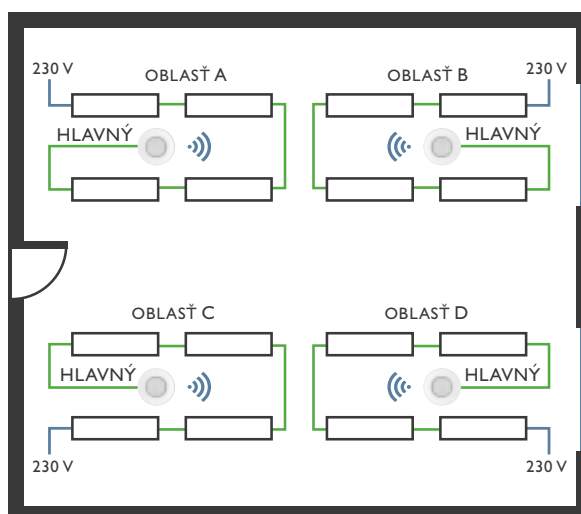 230 V
OBLASŤ A
HLAVNÝ
OBLASŤ B
230 V
HLAVNÝ
OBLASŤ C
HLAVNÝ
230 V
OBLASŤ D
HLAVNÝ
230 V